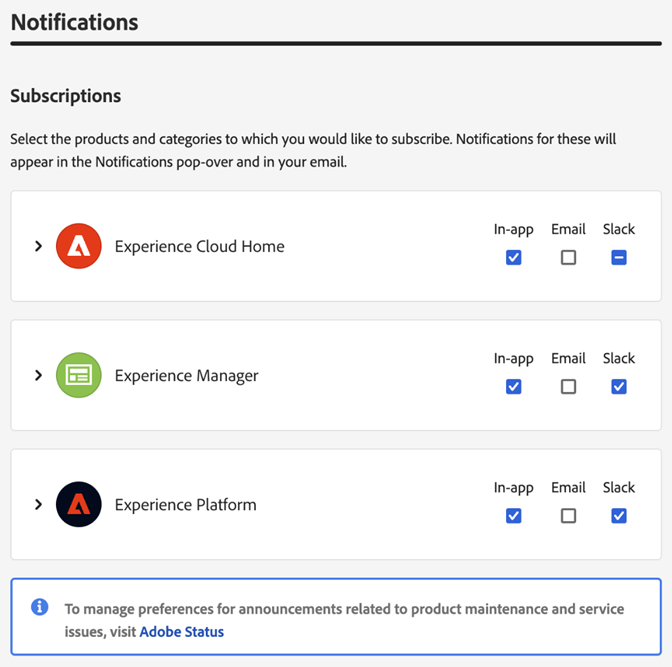 Notifications
Subscriptions
Select the products and categories to which you would like to subscribe. Notifications for these will
appear in the Notifications pop-over and in your email.
In-app Email Slack
Experience Cloud Home
In-app Email Slack
Experience Manager
In-app Email Slack
Experience Platform
To manage preferences for announcements related to product maintenance and service
issues, visit Adobe Status